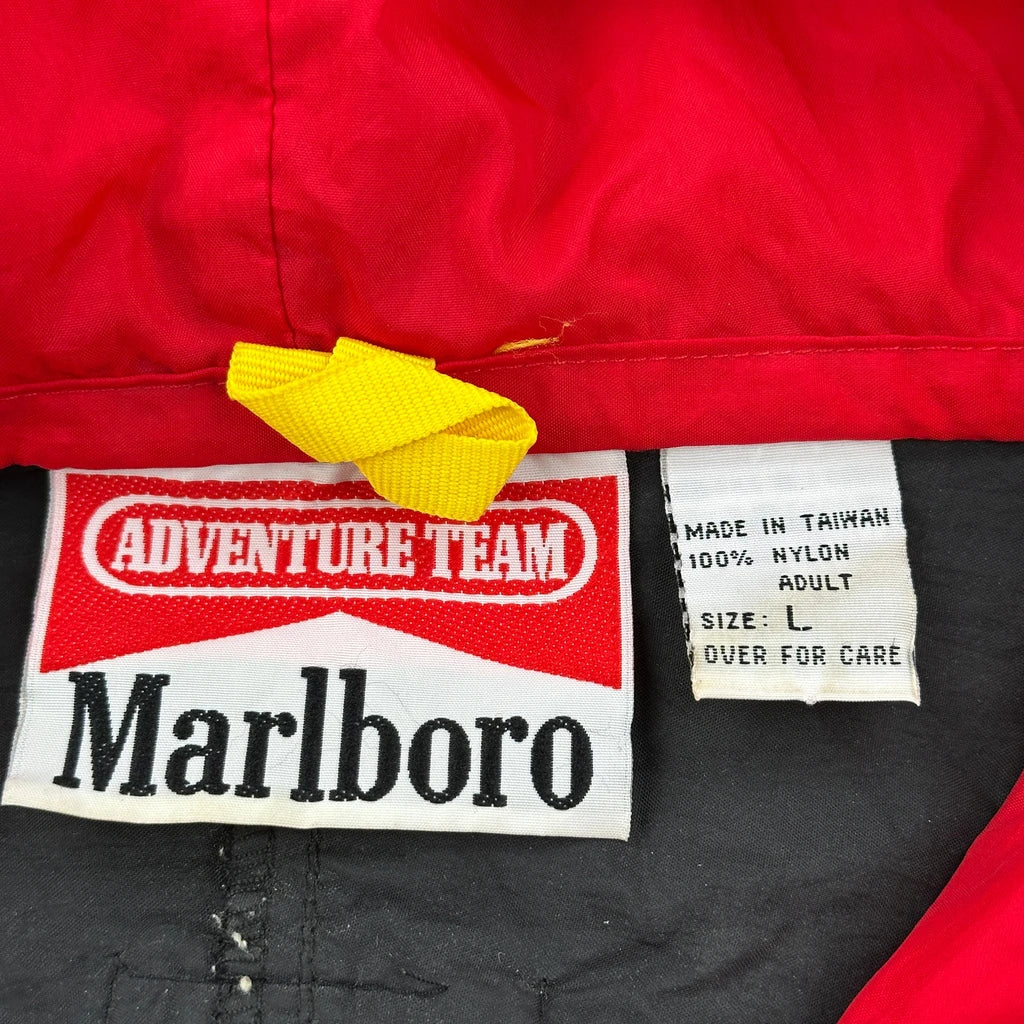 ADVENTURE TEAM
Marlboro
MADE IN TAIWAN
100% NYLON
ADULT
SIZE: L
OVER FOR CARE